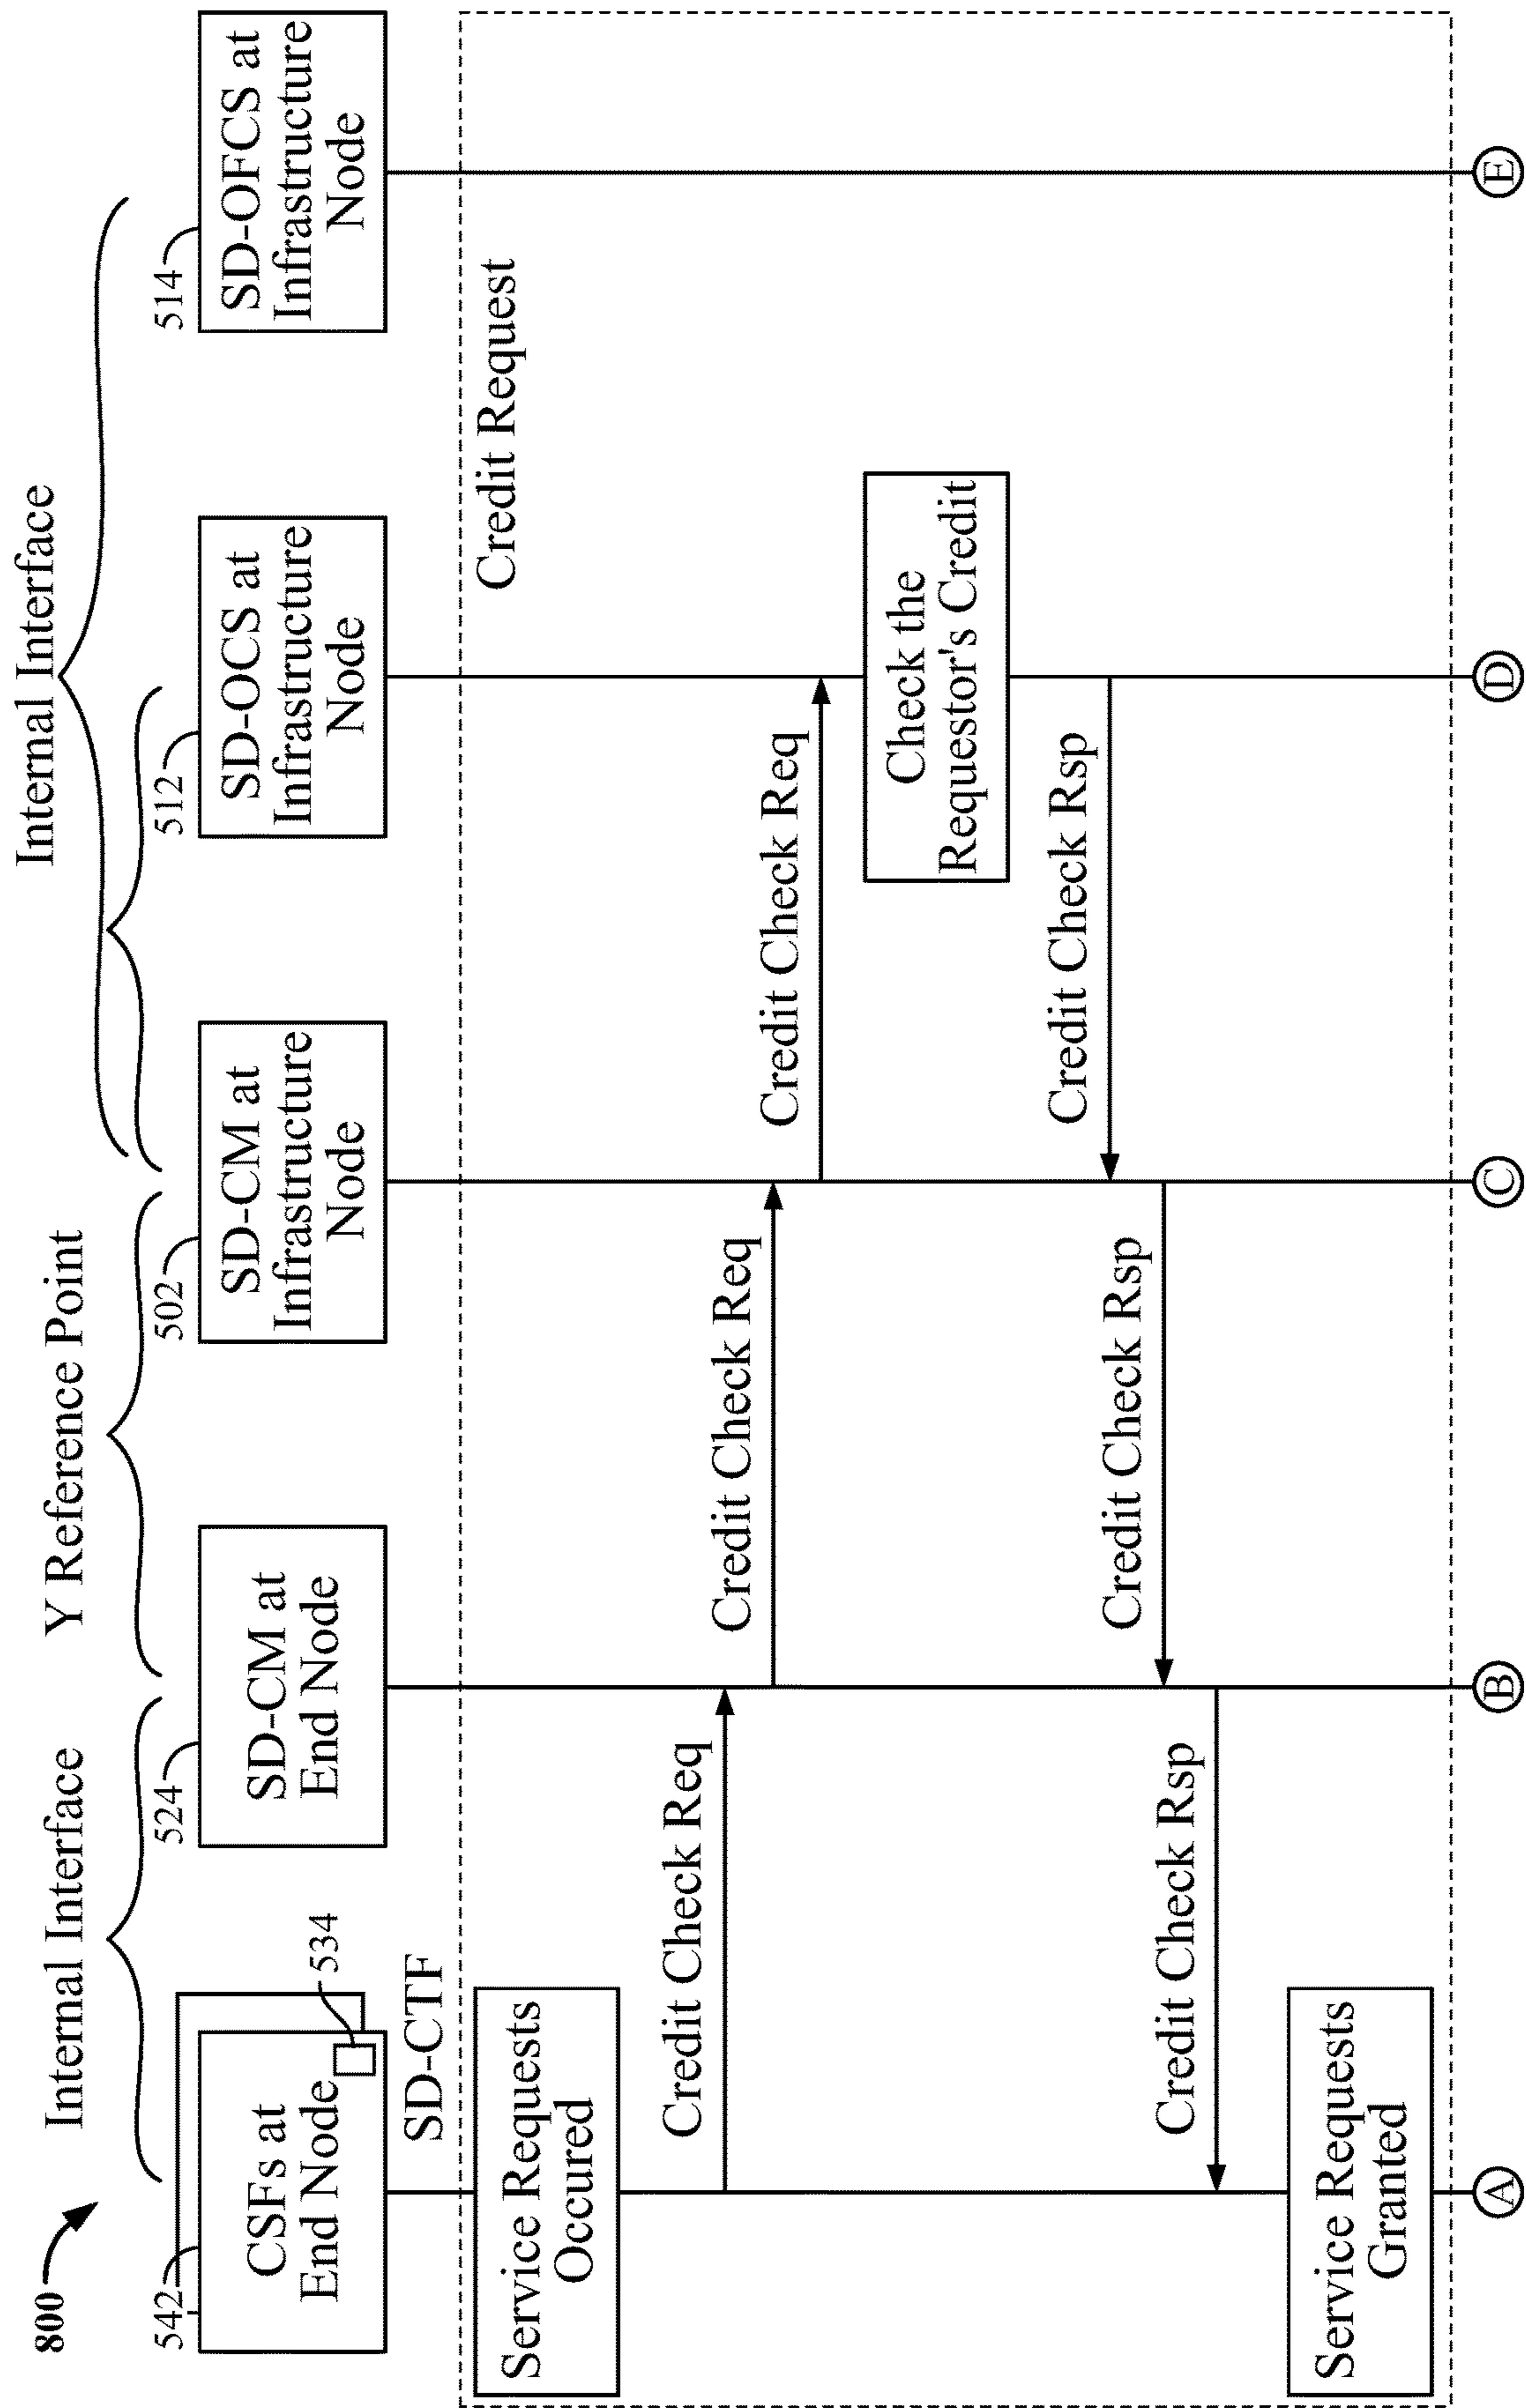 800
Internal Interface
Y Reference Point
Internal Interface
542
524
502
512
514
CSFs at
End Node
534
SD-CM at
End Node
SD-CM at
Infrastructure
Node
SD-OCS at
Infrastructure
Node
SD-OFCS at
Infrastructure
Node
SD-CTF
Credit Request
Service Requests
Occured
Credit Check Req
Credit Check Req
Credit Check Req
Check the
Requestor's Credit
Credit Check Rsp
Credit Check Rsp
Credit Check Rsp
Service Requests
Granted
A
B
C
D
E